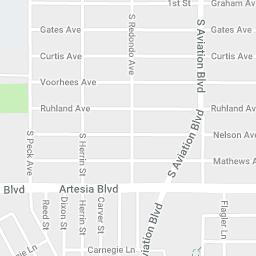 1st St
Graham Ave
Gates Ave
Gates Ave
Curtis Ave
Curtis Ave
Voorhees Ave
Ruhland Ave
Ruhland Ave
Nelson Ave
Mathews A
S Redondo Ave
S Aviation Blvd
S Aviation Blvd
S Peck Ave
S Herrin St
Blvd
Artesia Blvd
Reed St
Dixon St
Herrin St
Carver St
Aviation Blvd
Flagler Ln
Carnegie Ln